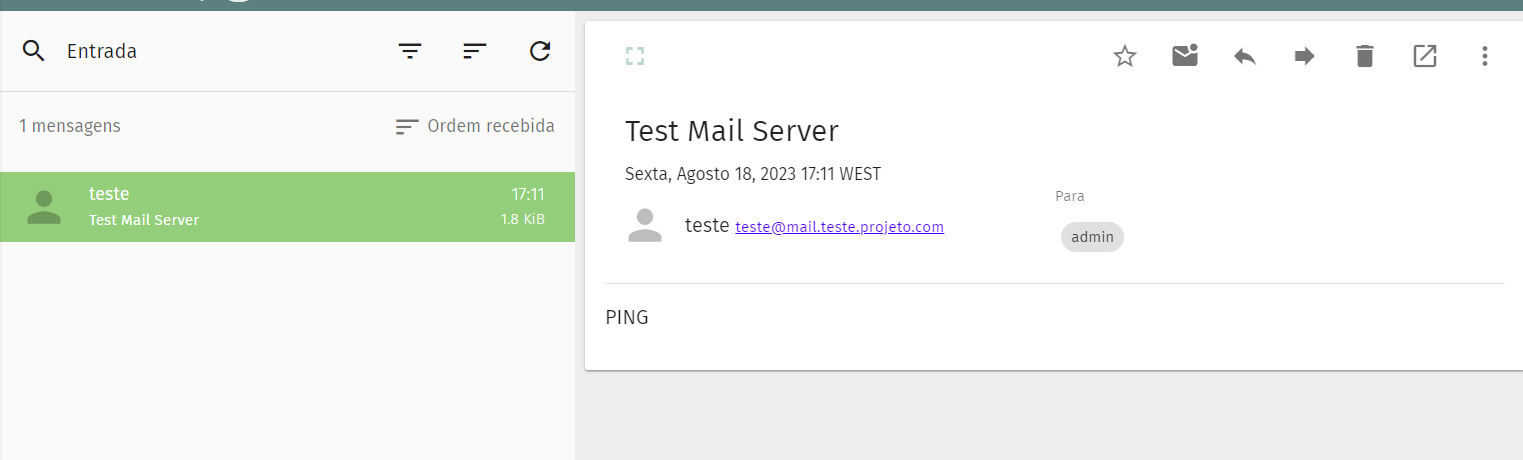 Entrada
1 mensagens
Ordem recebida
teste
17:11
Test Mail Server
1.8 KiB
Test Mail Server
Sexta, Agosto 18, 2023 17:11 WEST
Para
teste teste@mail.teste.projeto.com
admin
PING